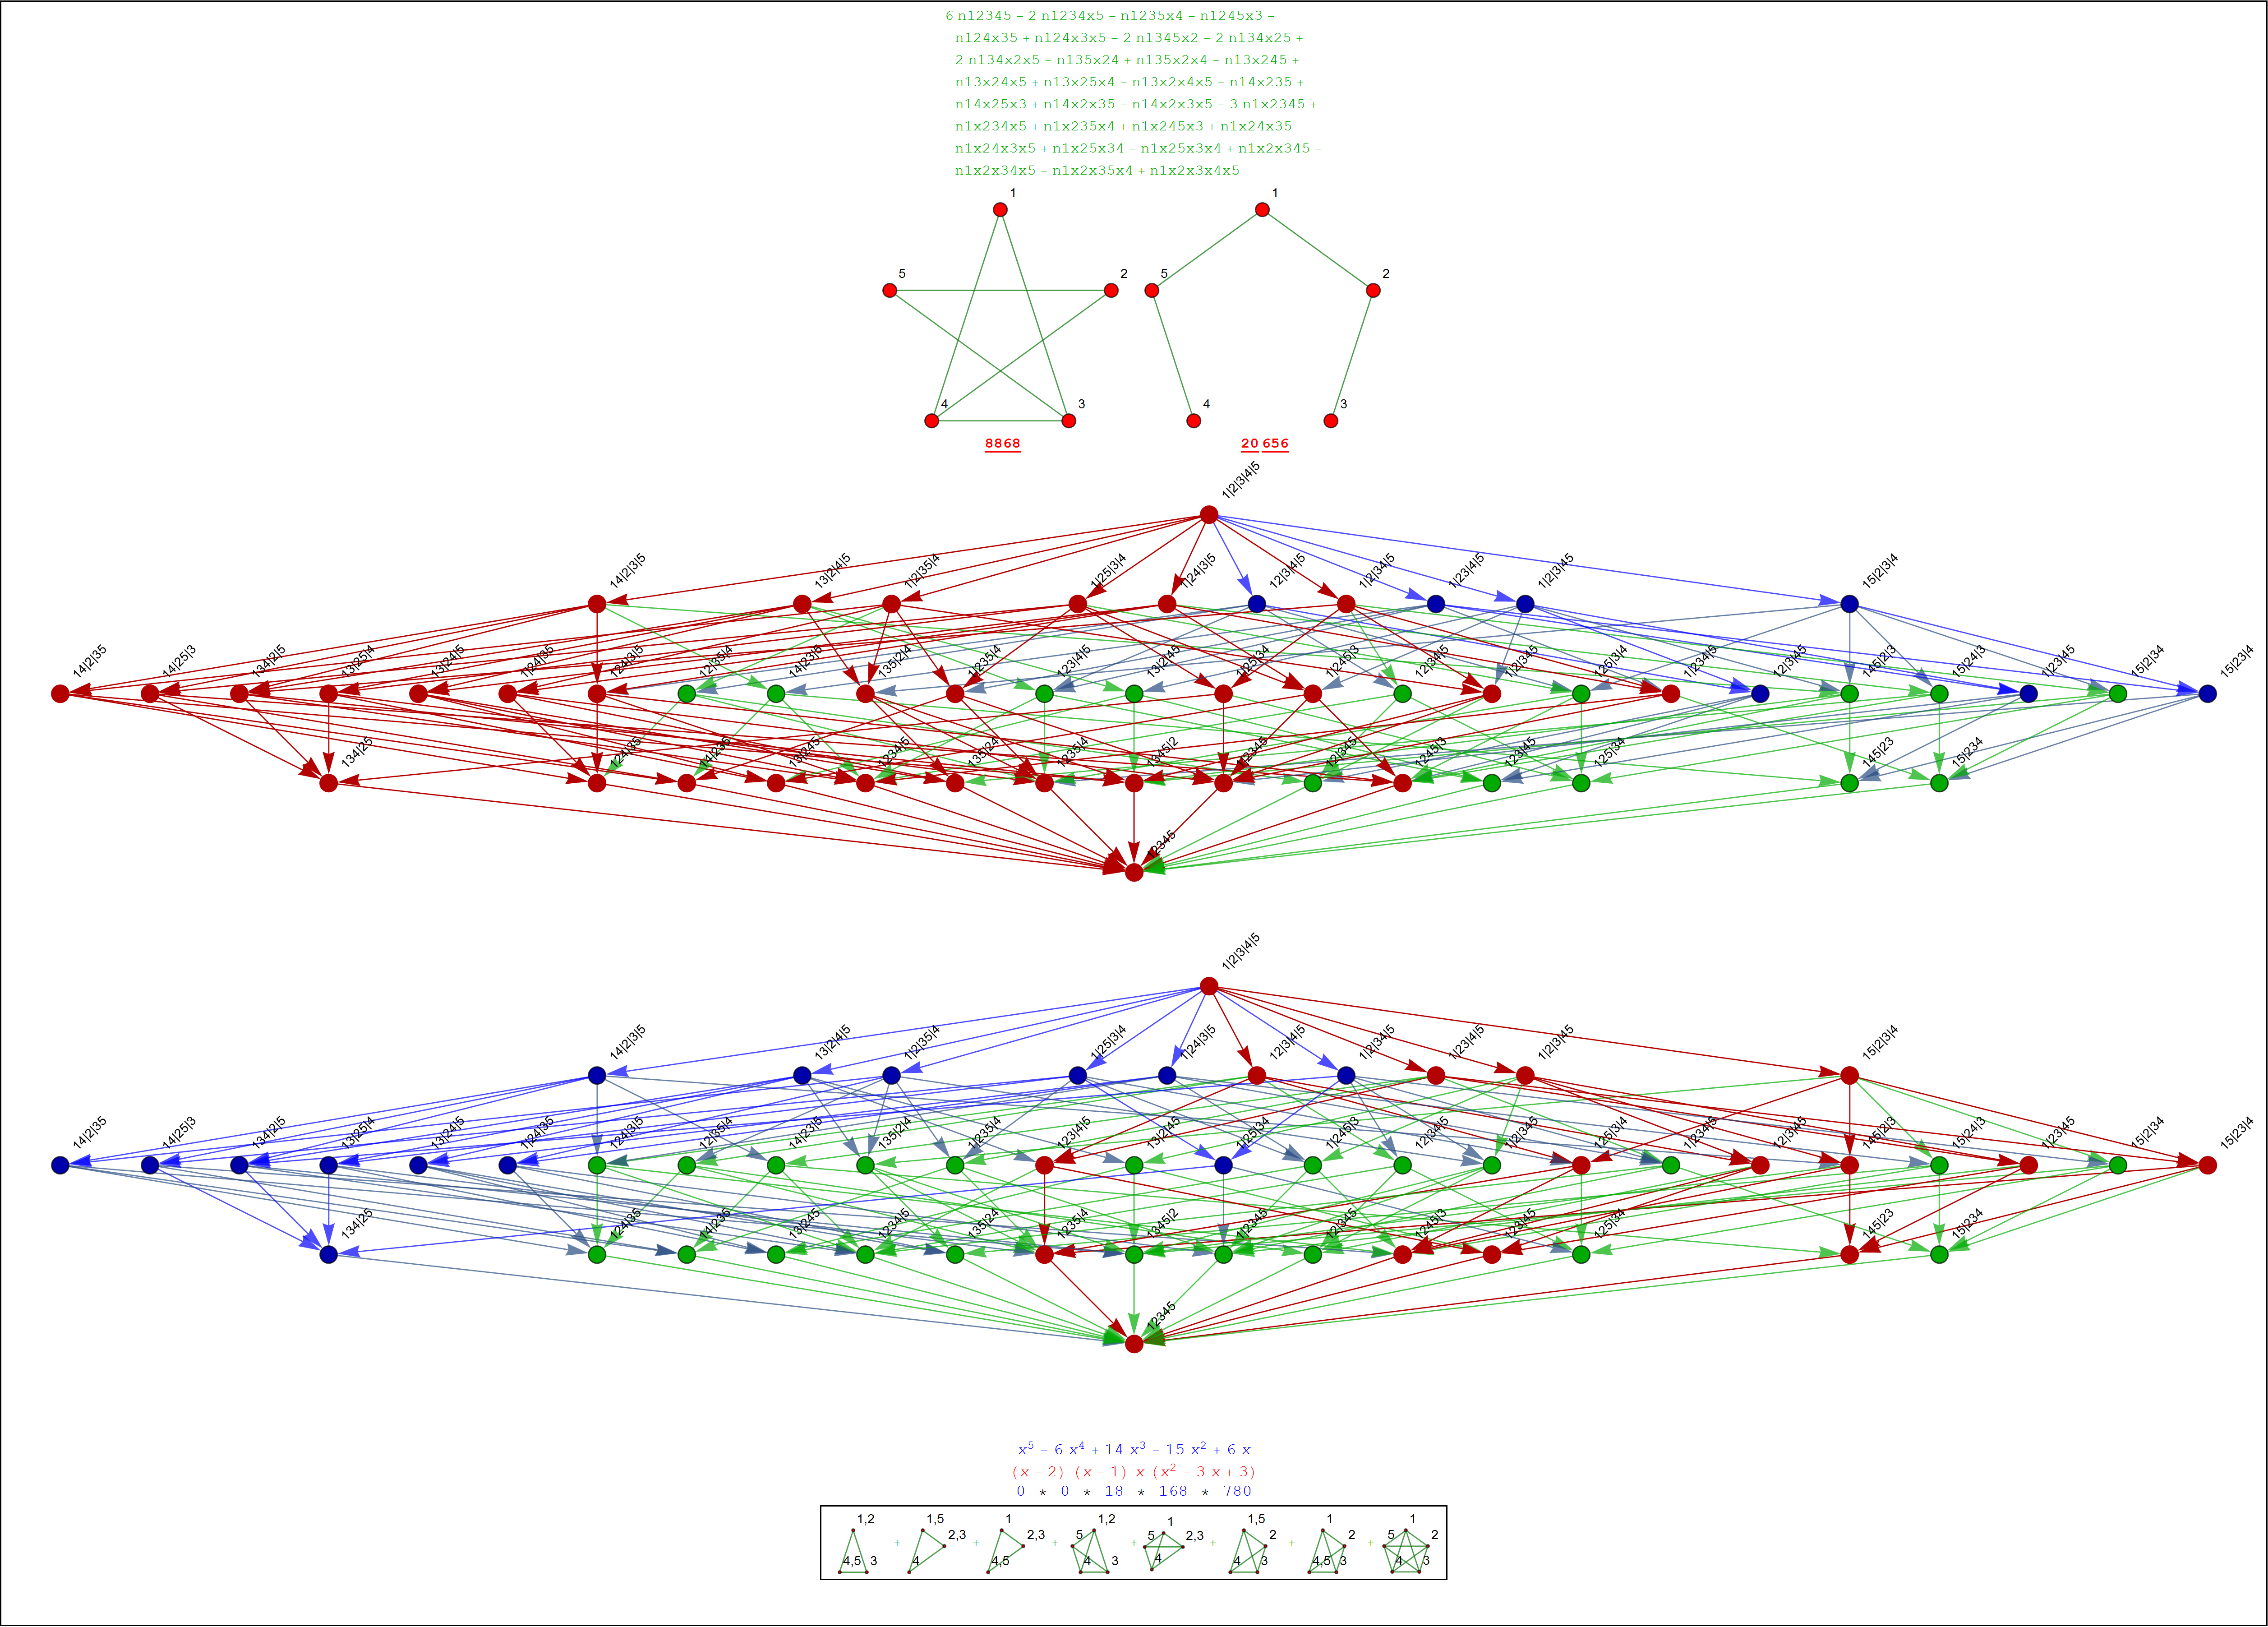 6 n12345 − 2 n1234x5 − n1235x4 − n1245x3 −
n124x35 + n124x3x5 − 2 n1345x2 − 2 n134x25 +
2 n134x2x5 − n135x24 + n135x2x4 − n13x245 +
n13x24x5 + n13x25x4 − n13x2x4x5 − n14x235 +
n14x25x3 + n14x2x35 − n14x2x3x5 − 3 n1x2345 +
n1x234x5 + n1x235x4 + n1x245x3 + n1x24x35 −
n1x24x3x5 + n1x25x34 − n1x25x3x4 + n1x2x345 −
n1x2x34x5 − n1x2x35x4 + n1x2x3x4x5
1 1
5 2 5 2
4 3 4 3
8868 20 656
1|2|3|4|5
14|2|3|5 13|2|4|5 1|2|35|4 1|25|3|4 1|24|3|5 12|3|4|5 1|2|34|5 1|23|4|5 1|2|3|45 15|2|3|4
14|2|35 14|25|3 134|2|5 13|25|4 13|24|5 1|24|35 124|3|5 12|35|4 14|23|5 135|2|4 1|235|4 123|4|5 13|2|45 1|25|34 1|245|3 12|34|5 1|2|345 125|3|4 1|234|5 12|3|45 145|2|3 15|24|3 1|23|45 15|2|34 15|23|4
134|25 124|35 14|235 13|245 1234|5 135|24 1235|4 1345|2 1|2345 12|345 1245|3 123|45 125|34 145|23 15|234
12345
1|2|3|4|5
14|2|3|5 13|2|4|5 1|2|35|4 1|25|3|4 1|24|3|5 12|3|4|5 1|2|34|5 1|23|4|5 1|2|3|45 15|2|3|4
14|2|35 14|25|3 134|2|5 13|25|4 13|24|5 1|24|35 124|3|5 12|35|4 14|23|5 135|2|4 1|235|4 123|4|5 13|2|45 1|25|34 1|245|3 12|34|5 1|2|345 125|3|4 1|234|5 12|3|45 145|2|3 15|24|3 1|23|45 15|2|34 15|23|4
134|25 124|35 14|235 13|245 1234|5 135|24 1235|4 1345|2 1|2345 12|345 1245|3 123|45 125|34 145|23 15|234
12345
x⁵ − 6 x⁴ + 14 x³ − 15 x² + 6 x
(x − 2) (x − 1) x (x² − 3 x + 3)
0 * 0 * 18 * 168 * 780
1,2 1,5 1 1,2 1 1,5 1 1
+ 2,3 + 2,3 + 5 + 5 2,3 + 2 + 2 + 5 2
4,5 3 4 4,5 4 3 4 4 3 4,5 3 4 3